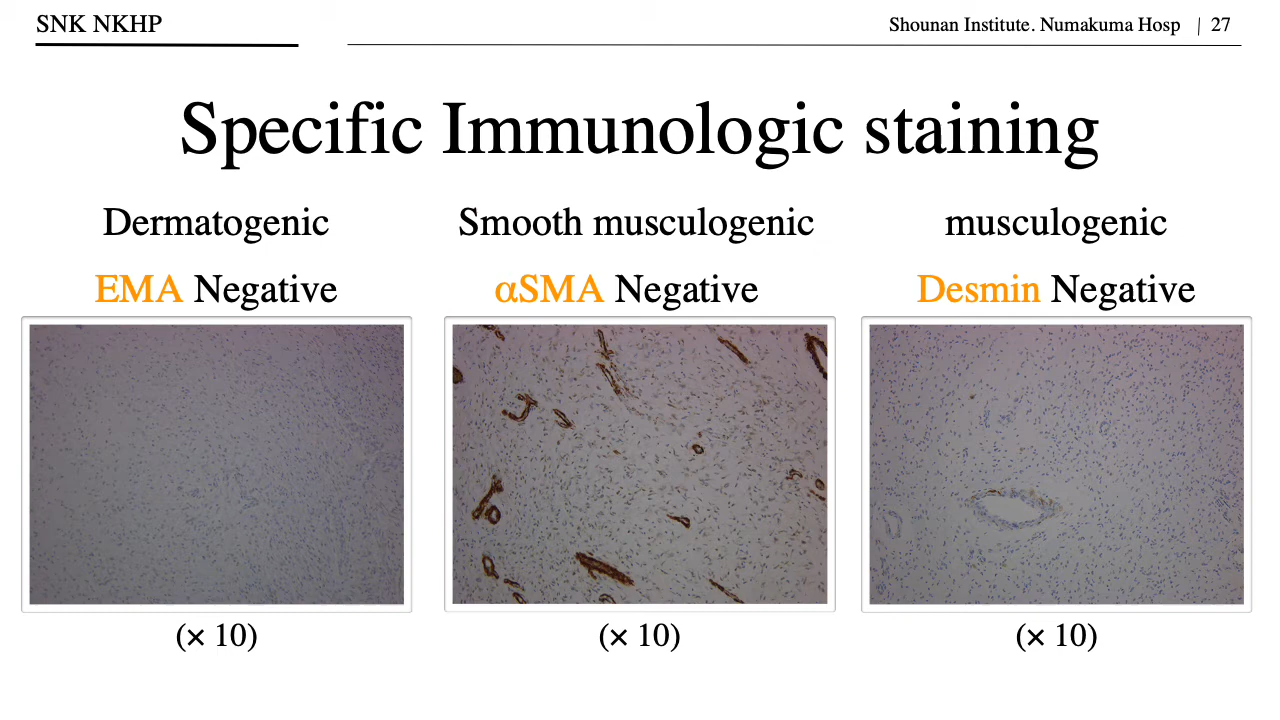 SNK NKHP
Shounan Institute. Numakuma Hosp | 27
Specific Immunologic staining
Dermatogenic
EMA Negative
(× 10)
Smooth musculogenic
αSMA Negative
(× 10)
musculogenic
Desmin Negative
(× 10)